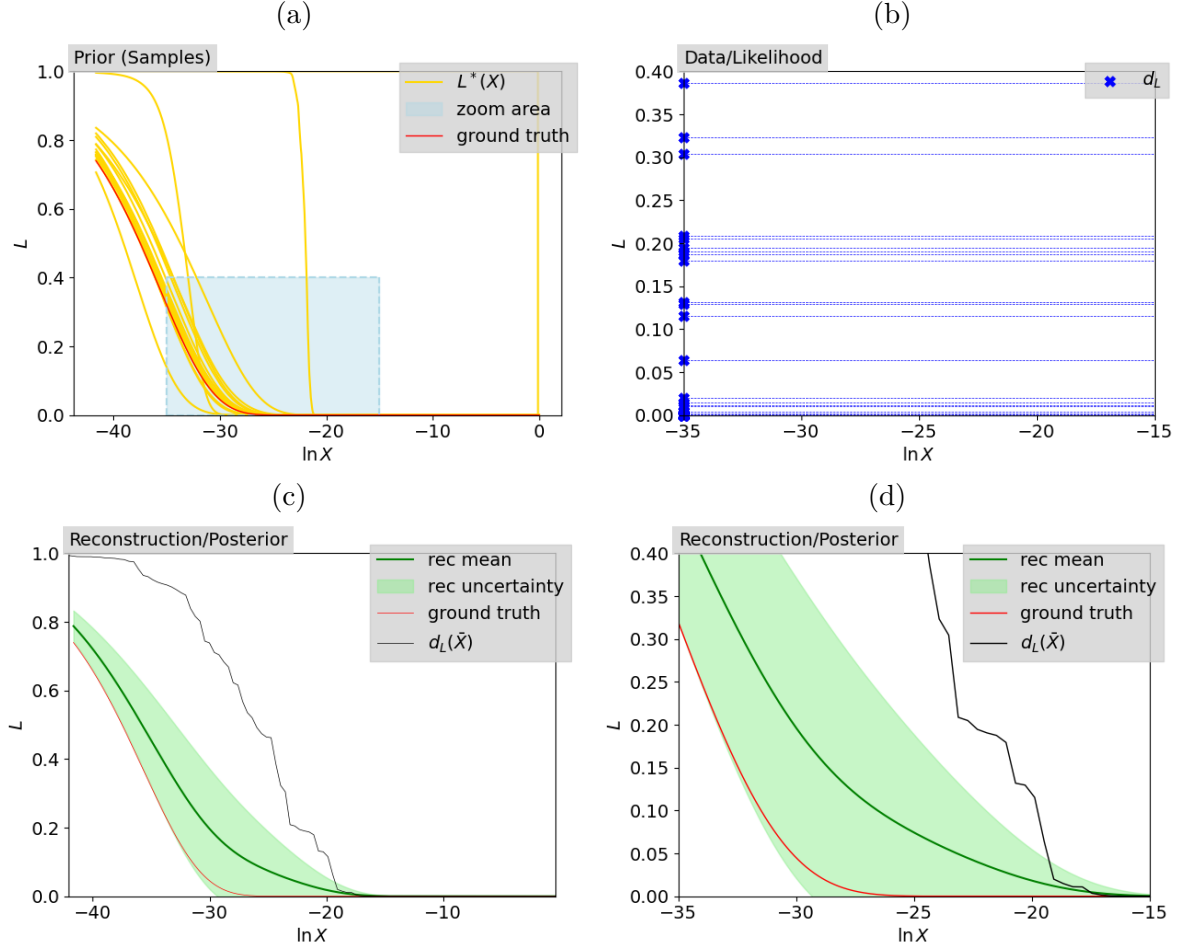 (a)
Prior (Samples)
L*(X)
zoom area
ground truth
1.0
0.8
0.6
0.4
0.2
0.0
L
−40 −30 −20 −10 0
ln X
(b)
Data/Likelihood
d_L
0.40
0.35
0.30
0.25
0.20
0.15
0.10
0.05
0.00
L
−35 −30 −25 −20 −15
ln X
(c)
Reconstruction/Posterior
rec mean
rec uncertainty
ground truth
d_L(X̄)
1.0
0.8
0.6
0.4
0.2
0.0
L
−40 −30 −20 −10
ln X
(d)
Reconstruction/Posterior
rec mean
rec uncertainty
ground truth
d_L(X̄)
0.40
0.35
0.30
0.25
0.20
0.15
0.10
0.05
0.00
L
−35 −30 −25 −20 −15
ln X